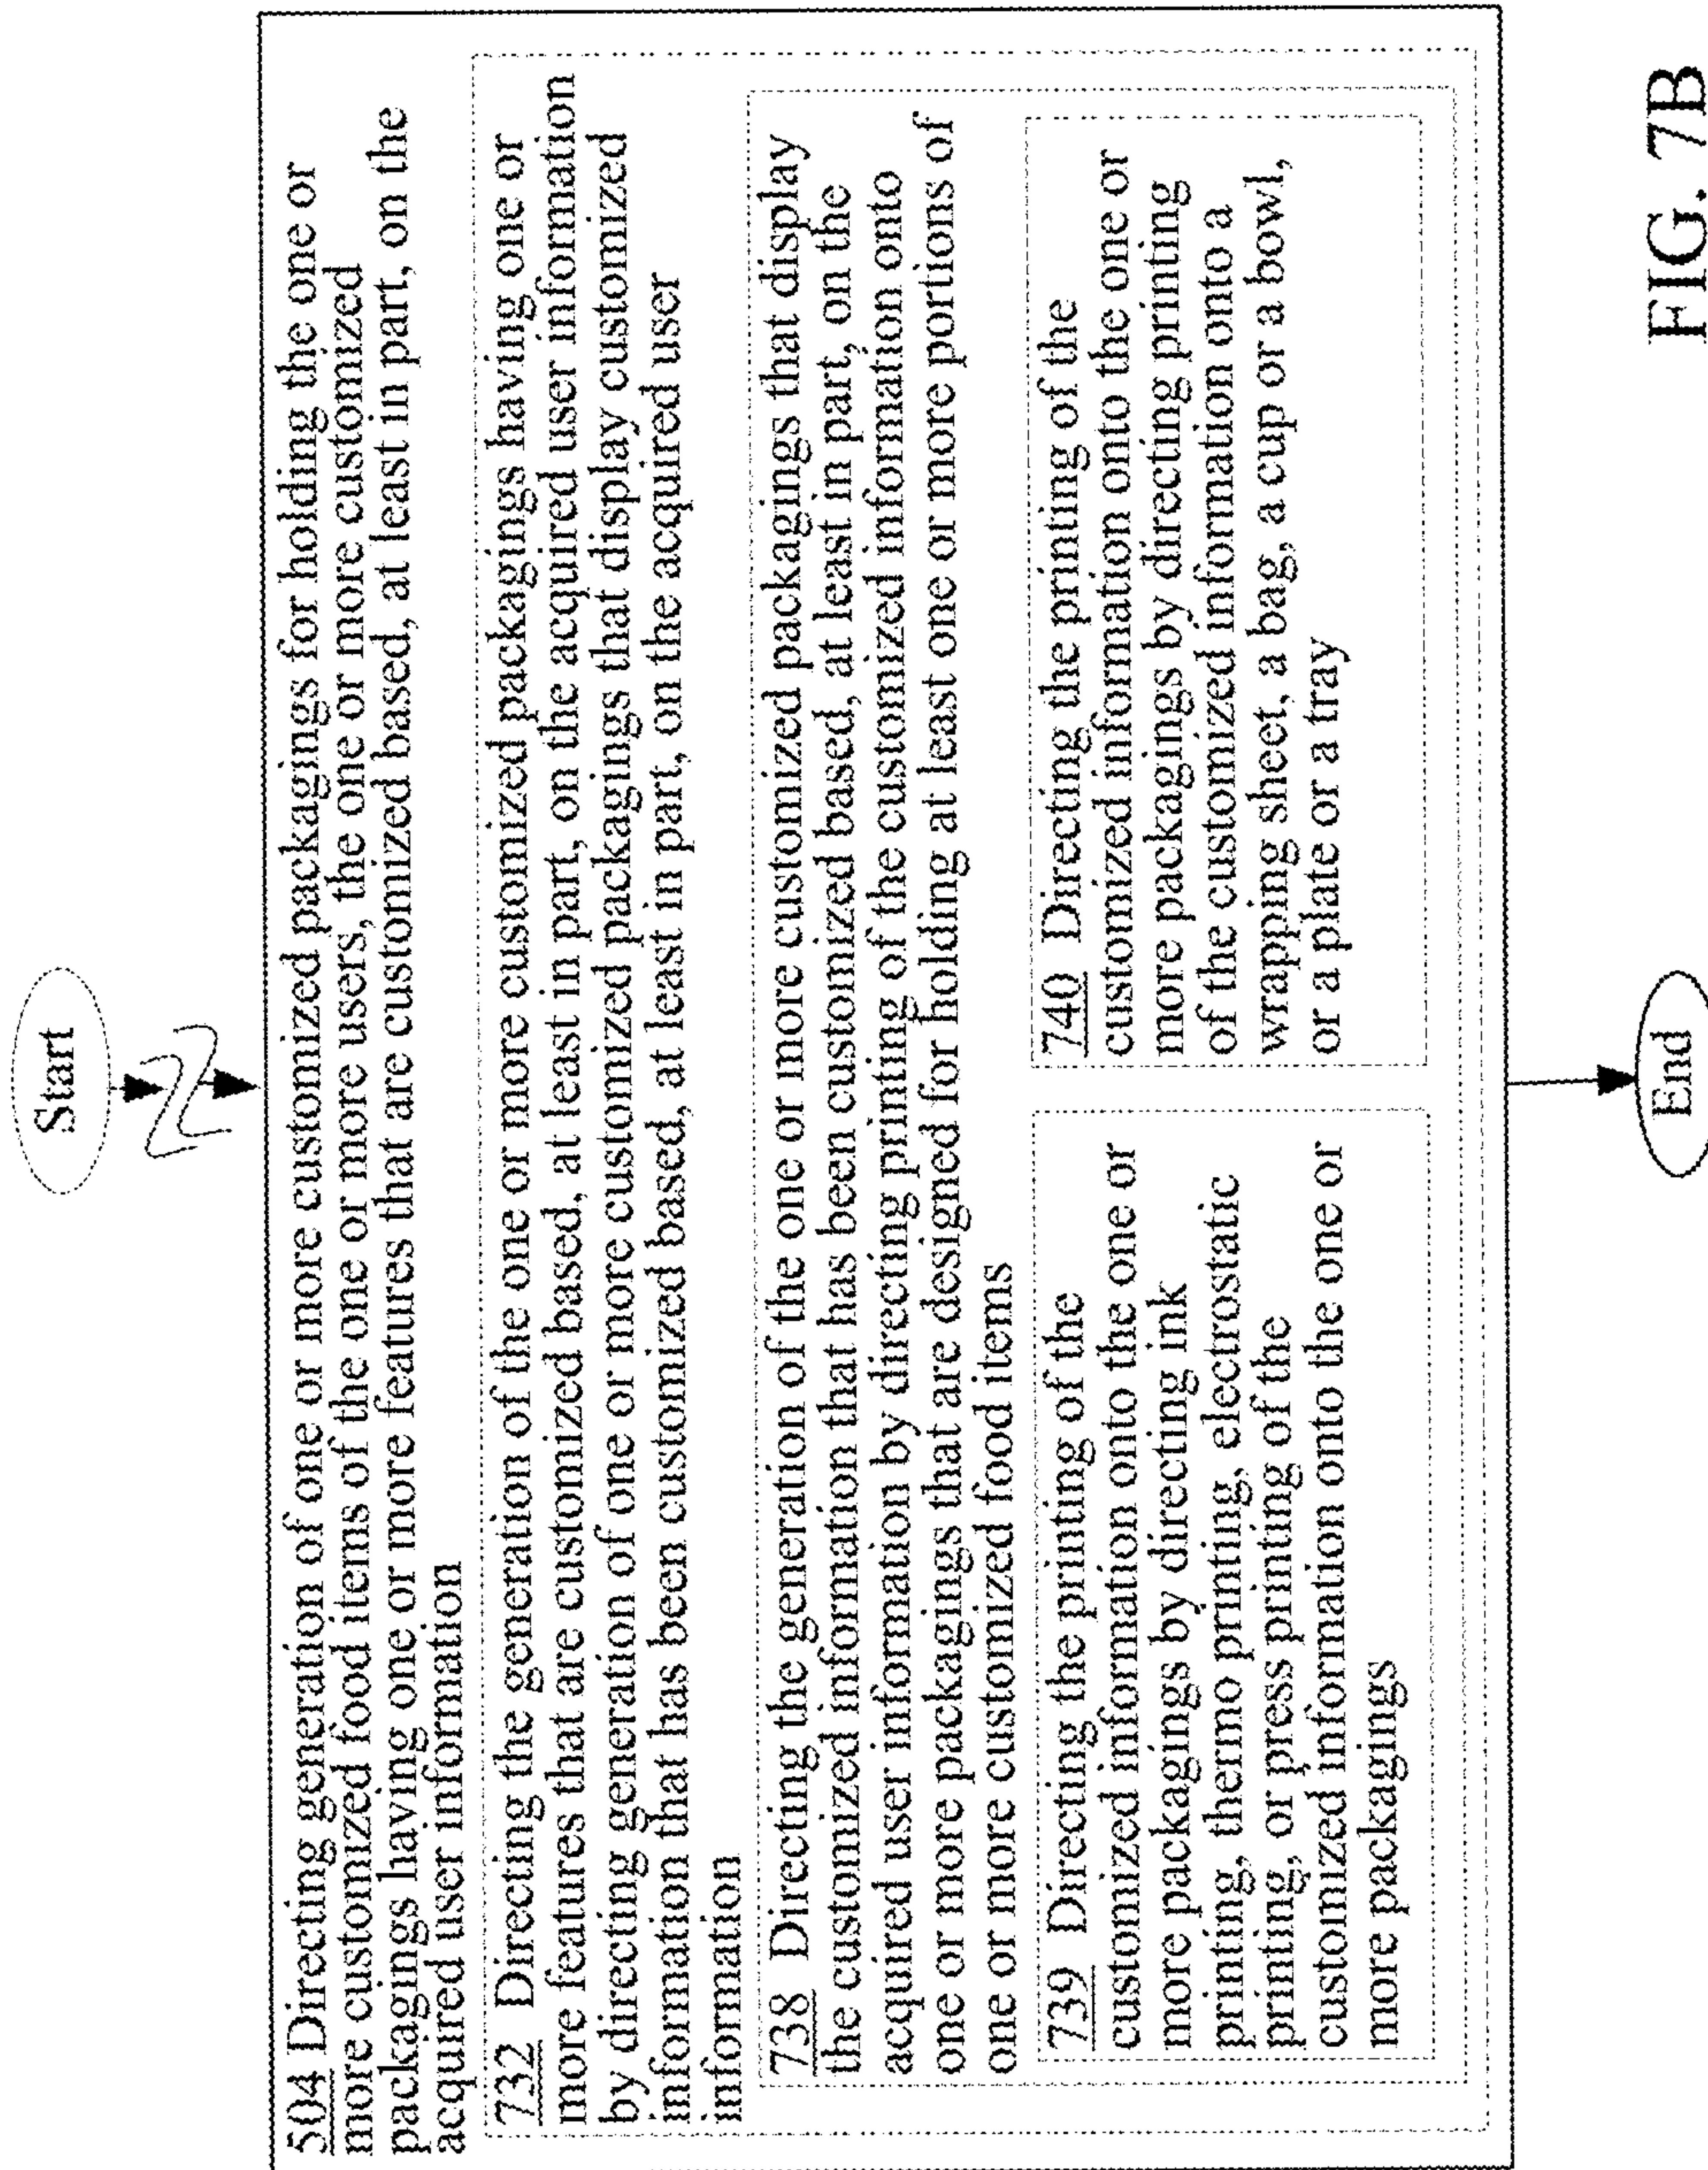 Start
504 Directing generation of one or more customized packagings for holding the one or
more customized food items of the one or more users, the one or more customized
packagings having one or more features that are customized based, at least in part, on the
acquired user information
732 Directing the generation of the one or more customized packagings having one or
more features that are customized based, at least in part, on the acquired user information
by directing generation of one or more customized packagings that display customized
information that has been customized based, at least in part, on the acquired user
information
738 Directing the generation of the one or more customized packagings that display
the customized information that has been customized based, at least in part, on the
acquired user information by directing printing of the customized information onto
one or more packagings that are designed for holding at least one or more portions of
one or more customized food items
739 Directing the printing of the
customized information onto the one or
more packagings by directing ink
printing, thermo printing, electrostatic
printing, or press printing of the
customized information onto the one or
more packagings
740 Directing the printing of the
customized information onto the one or
more packagings by directing printing
of the customized information onto a
wrapping sheet, a bag, a cup or a bowl,
or a plate or a tray
End
FIG. 7B